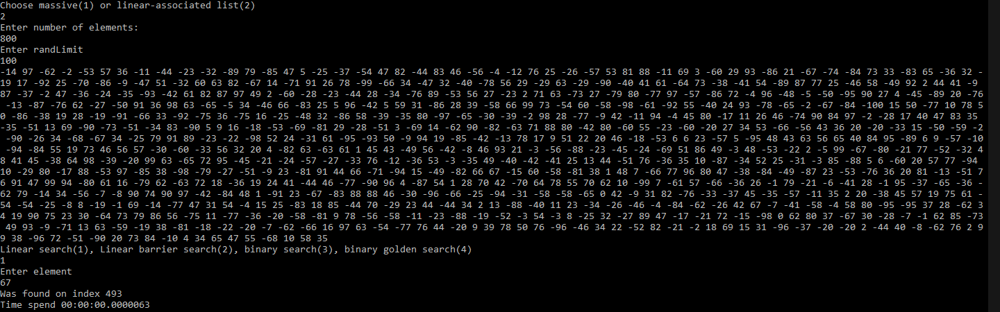 Choose massive(1) or linear-associated list(2)
2
Enter number of elements:
800
Enter randLimit
100
-14 97 -62 -2 -53 57 36 -11 -44 -23 -32 -89 79 -85 47 5 -25 -37 -54 47 82 -44 83 46 -56 -4 -12 76 25 -26 -57 53 81 88 -11 69 3 -60 29 93 -86 21 -67 -74 -84 73 33 -83 65 -36 32 -
19 17 -92 25 -70 -86 -9 -47 51 -32 60 63 82 -67 14 -71 91 26 78 -99 -66 34 -47 32 -40 -78 56 29 -29 63 -29 -90 -40 41 61 -64 73 -38 -41 54 -89 87 77 25 -46 58 -49 92 2 44 41 -9
87 -37 -2 47 -36 -24 -35 -93 -42 61 82 87 97 49 2 -60 -28 -23 -44 28 -34 -76 89 -53 56 27 -23 2 71 63 -73 27 -79 80 -77 97 -57 -86 72 -4 96 -48 -5 -50 -95 90 27 4 -45 -89 20 -76
-13 -87 -76 62 -27 -50 91 36 98 63 -65 -5 34 -46 66 -83 25 5 96 -42 5 59 31 -86 28 39 -58 66 99 73 -54 60 -58 -98 -61 -92 55 -40 24 93 -78 -65 -2 -67 -84 -100 15 50 -77 10 78 5
0 -86 -38 19 28 -19 -91 -66 33 -92 -75 36 -75 16 -25 -48 32 -86 58 -39 -35 80 -97 -65 -30 -39 -2 98 28 -77 -9 42 -11 94 -4 45 80 -17 11 26 46 -74 90 84 97 -2 -28 17 40 47 83 35
-35 -51 13 69 -90 -73 -51 -34 83 -90 5 9 16 -18 -53 -69 -81 29 -28 -51 3 -69 14 -62 90 -82 -63 71 88 80 -42 80 -60 55 -23 -60 -20 27 34 53 -66 -56 43 36 20 -20 -33 15 -50 -59 -2
-90 -26 34 -68 -67 34 -25 79 91 89 -23 -22 -98 52 24 -31 61 -95 -93 50 -9 94 19 -85 -42 -13 78 17 9 51 22 20 46 -18 -53 6 6 23 -57 5 -95 48 43 63 56 65 40 84 95 -89 6 9 -57 -10
-94 -84 55 19 73 46 56 57 -30 -60 -33 56 32 20 4 -82 63 -63 61 1 45 43 -49 56 -42 -8 46 93 21 -3 -56 -88 -23 -45 -24 -69 51 86 49 -3 48 -53 -22 2 -5 99 -67 -80 -21 77 -52 -32 4
8 41 45 -38 64 98 -39 -20 99 63 -65 72 95 -45 -21 -24 -57 -27 -33 76 -12 -36 53 -3 -35 49 -40 -42 -41 25 13 44 -51 76 -36 35 10 -87 -34 52 25 -31 -3 85 -88 5 6 -60 20 57 77 -94
10 -29 80 -17 88 -53 97 -85 38 -98 -79 -27 -51 -9 23 -81 91 44 66 -71 -94 15 -49 -82 66 67 -15 60 -58 -81 38 1 48 7 -66 77 96 80 47 -38 -84 -49 -87 23 -53 -76 36 20 81 -13 -51 7
6 91 47 99 94 -80 61 16 -79 62 -63 72 18 -36 19 24 41 -44 46 -77 -90 96 4 -87 54 1 28 70 42 -70 64 78 55 70 62 10 -99 7 -61 57 -66 -36 26 -1 79 -21 -6 -41 28 -1 95 -37 -65 -36 -
62 79 -14 34 -56 -7 -8 90 74 90 97 -42 -84 48 1 -91 23 -67 -83 88 88 46 -30 -96 -66 -25 -94 -31 -58 -58 -65 0 42 -9 31 82 -76 -33 -37 45 -35 -57 -11 35 2 20 -38 45 57 19 75 61 -
54 -54 -25 -8 8 -19 -1 69 -14 -77 47 31 54 -4 15 25 -83 18 85 -44 70 -29 23 44 -44 34 2 13 -88 -40 11 23 -34 -26 -46 -4 -84 -62 -26 42 67 -7 -41 -58 -4 58 80 -95 -95 37 28 -62 3
4 19 90 75 23 30 -64 73 79 86 56 -75 11 -77 -36 -20 -58 -81 9 78 -56 -58 -11 -23 -88 -19 -52 -3 54 -3 8 -25 32 -27 89 47 -17 -21 72 -15 -98 0 62 80 37 -67 30 -28 -7 -1 62 85 -73
49 93 -9 -71 13 63 -59 -19 38 -81 -18 -22 -20 -7 -62 -66 16 97 63 -54 -77 76 44 -20 9 39 78 50 76 -96 -46 34 22 -52 82 -21 -2 18 69 15 31 -96 -37 -20 -20 2 -44 40 -8 -62 76 2 9
9 38 -96 72 -51 -90 20 73 84 -10 4 34 65 47 55 -68 10 58 35
Linear search(1), Linear barrier search(2), binary search(3), binary golden search(4)
1
Enter element
67
Was found on index 493
Time spend 00:00:00.0000063